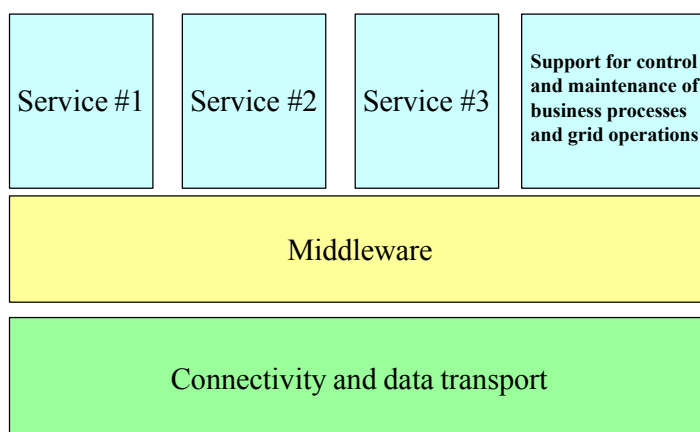 Service #1
Service #2
Service #3
Support for control
and maintenance of
business processes
and grid operations
Middleware
Connectivity and data transport